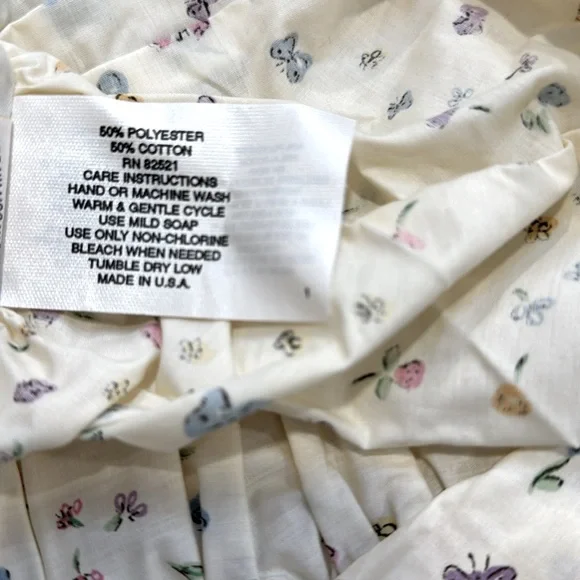 50% POLYESTER
50% COTTON
RN 82521
CARE INSTRUCTIONS
HAND OR MACHINE WASH
WARM & GENTLE CYCLE
USE MILD SOAP
USE ONLY NON-CHLORINE
BLEACH WHEN NEEDED
TUMBLE DRY LOW
MADE IN U.S.A.